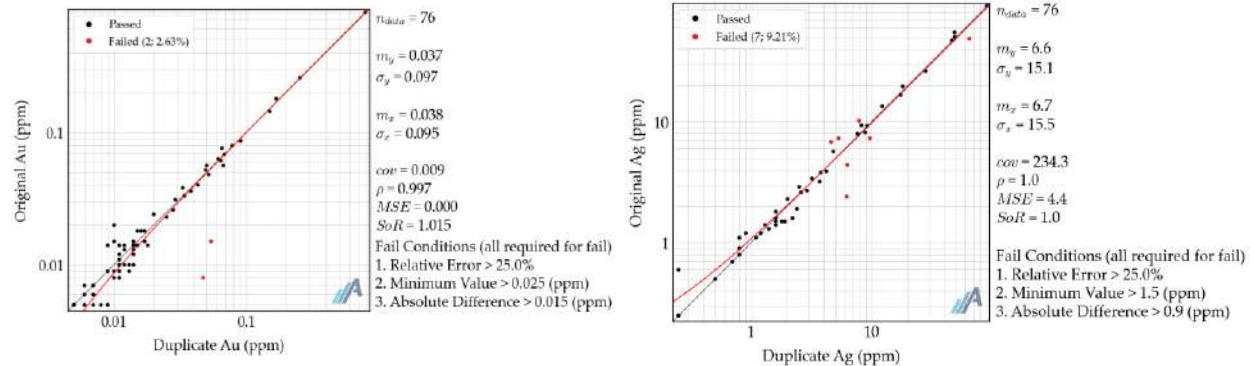 Passed
Failed (2; 2.63%)
n_data = 76
m_y = 0.037
σ_y = 0.097
m_x = 0.038
σ_x = 0.095
cov = 0.009
ρ = 0.997
MSE = 0.000
SoR = 1.015
Fail Conditions (all required for fail)
1. Relative Error > 25.0%
2. Minimum Value > 0.025 (ppm)
3. Absolute Difference > 0.015 (ppm)
Original Au (ppm)
0.1
0.01
0.01
0.1
Duplicate Au (ppm)
Passed
Failed (7; 9.21%)
n_data = 76
m_y = 6.6
σ_y = 15.1
m_x = 6.7
σ_x = 15.5
cov = 234.3
ρ = 1.0
MSE = 4.4
SoR = 1.0
Fail Conditions (all required for fail)
1. Relative Error > 25.0%
2. Minimum Value > 1.5 (ppm)
3. Absolute Difference > 0.9 (ppm)
Original Ag (ppm)
10
1
1
10
Duplicate Ag (ppm)